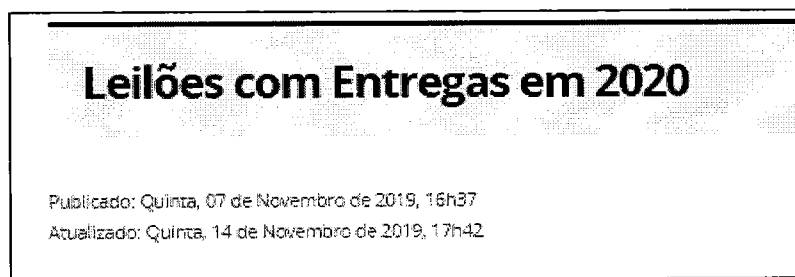 Leilões com Entregas em 2020
Publicado: Quinta, 07 de Novembro de 2019, 16h37
Atualizado: Quinta, 14 de Novembro de 2019, 17h42